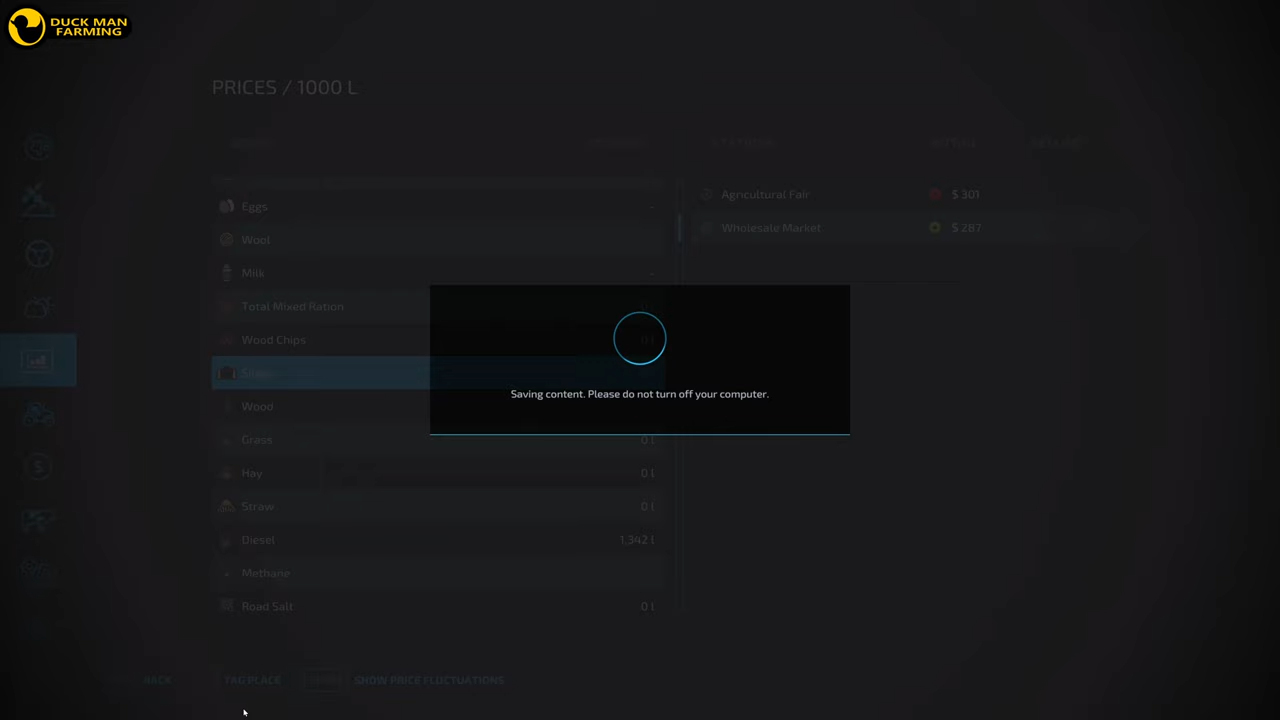 DUCK MAN
FARMING
PRICES / 1000 L
Eggs -
Wool
Milk -
Total Mixed Ration
Wood Chips 0 l
Wood
Grass 0 l
Hay 0 l
Straw 0 l
Diesel 1,342 l
Methane
Road Salt 0 l
Agricultural Fair $ 301
Wholesale Market $ 287
Saving content. Please do not turn off your computer.
BACK TAG PLACE SHOW PRICE FLUCTUATIONS